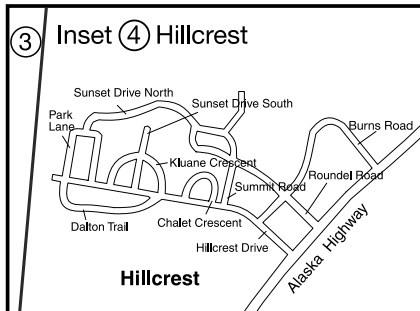 ③ Inset ④ Hillcrest
Sunset Drive North
Sunset Drive South
Park
Lane
Burns Road
Kluane Crescent
Roundel Road
Summit Road
Chalet Crescent
Dalton Trail
Hillcrest Drive
Alaska Highway
Hillcrest